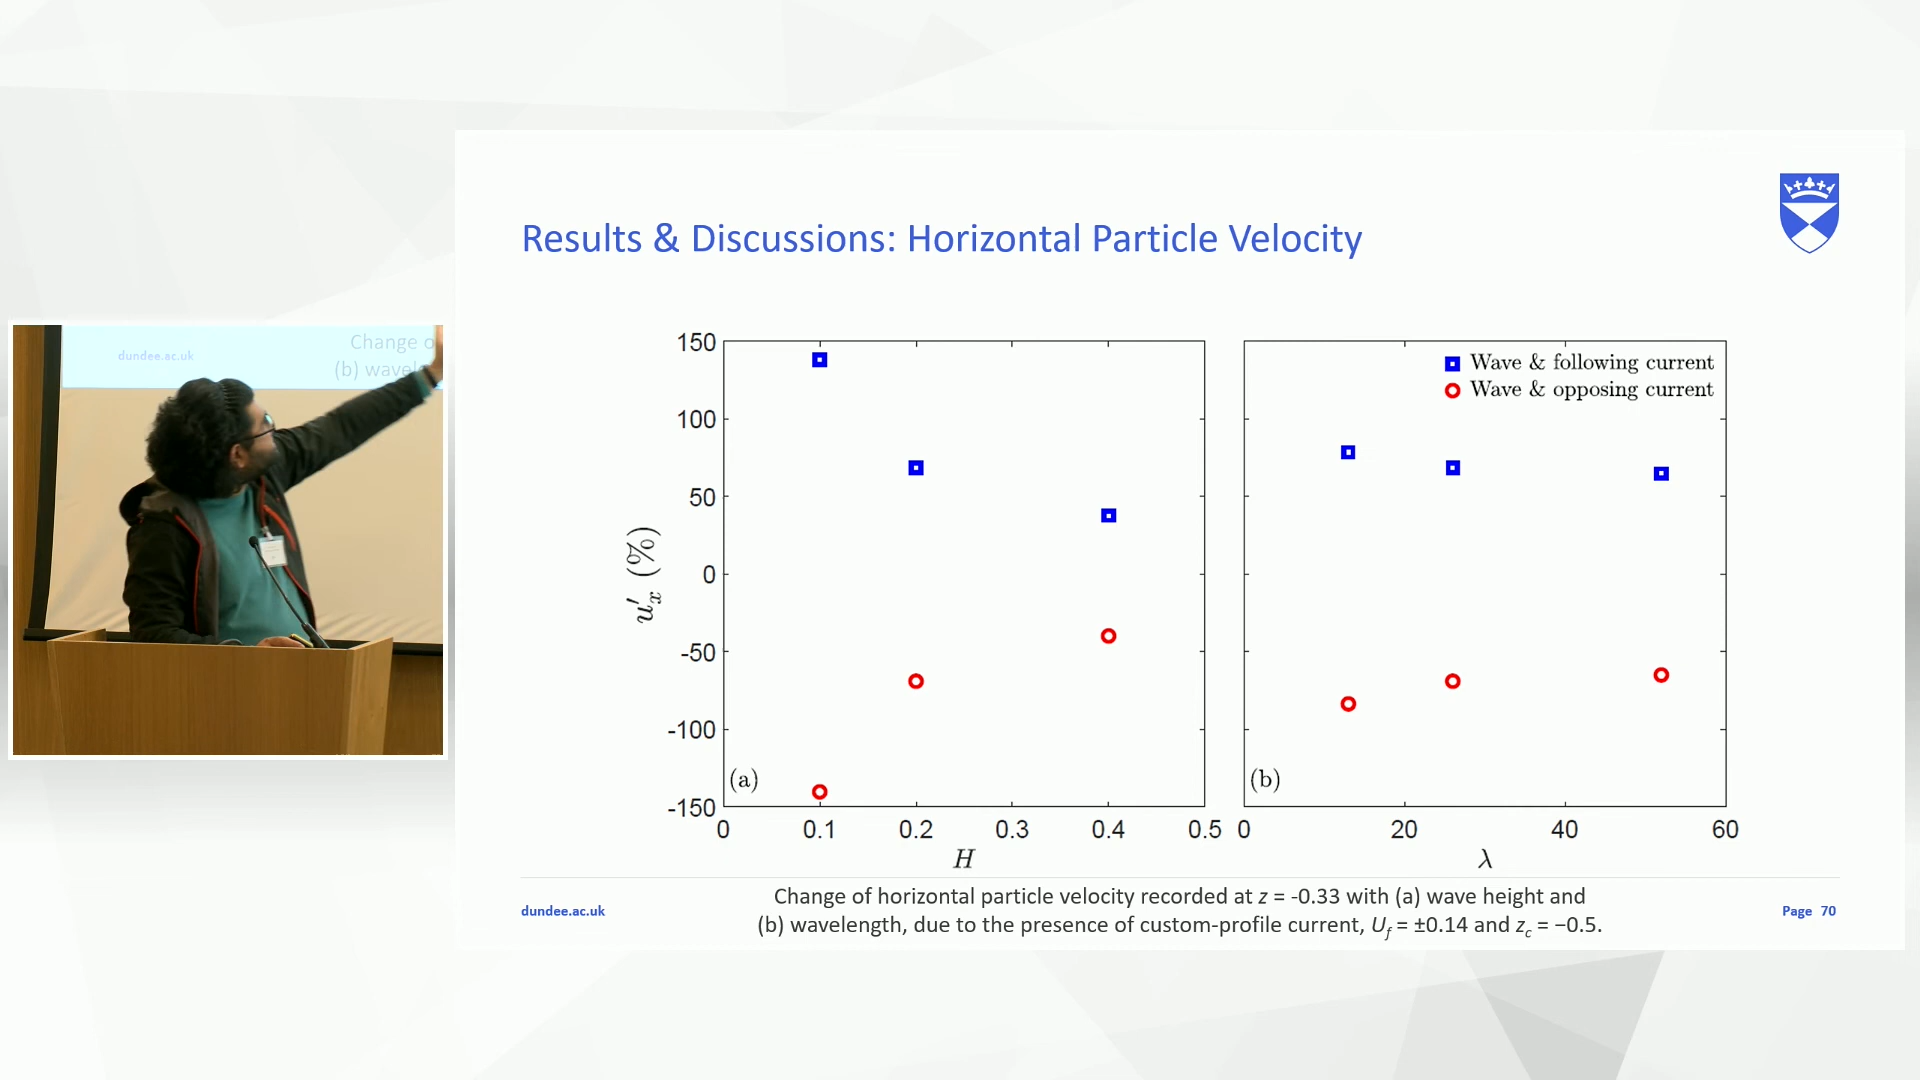 Results & Discussions: Horizontal Particle Velocity
150
100
50
0
-50
-100
-150
u′x (%)
(a)
0 0.1 0.2 0.3 0.4 0.5
H
Wave & following current
Wave & opposing current
(b)
0 20 40 60
λ
Change of horizontal particle velocity recorded at z = -0.33 with (a) wave height and
(b) wavelength, due to the presence of custom-profile current, Uf = ±0.14 and zc = −0.5.
dundee.ac.uk
Page 70
dundee.ac.uk
Change
(b)